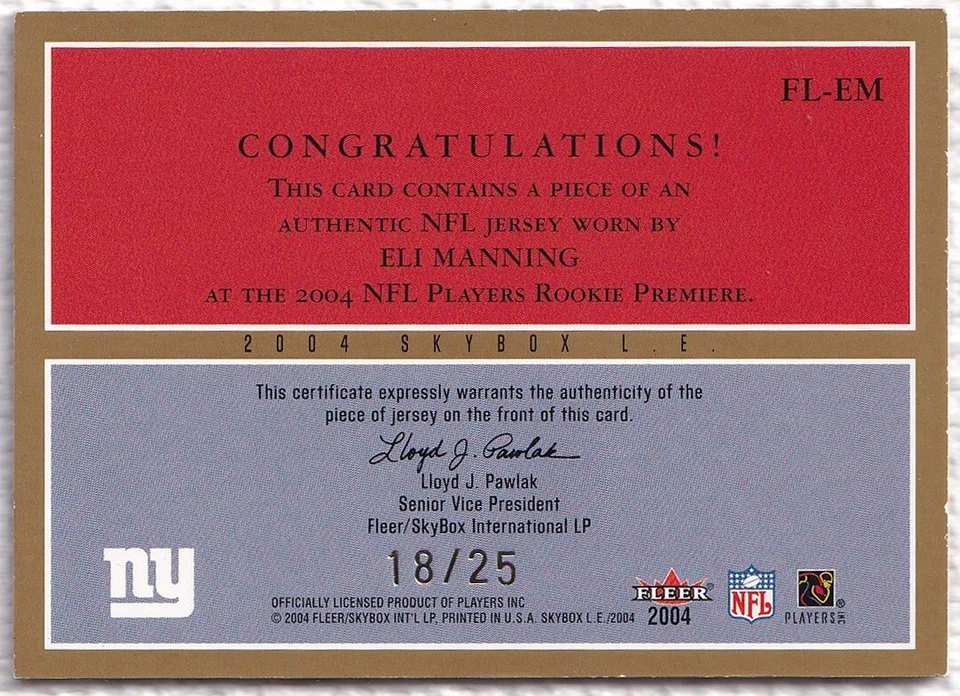 FL-EM
CONGRATULATIONS!
THIS CARD CONTAINS A PIECE OF AN
AUTHENTIC NFL JERSEY WORN BY
ELI MANNING
AT THE 2004 NFL PLAYERS ROOKIE PREMIERE.
2004 SKYBOX L.E.
This certificate expressly warrants the authenticity of the
piece of jersey on the front of this card.
Lloyd J. Pawlak
Lloyd J. Pawlak
Senior Vice President
Fleer/SkyBox International LP
18/25
ny
OFFICIALLY LICENSED PRODUCT OF PLAYERS INC
© 2004 FLEER/SKYBOX INT'L LP, PRINTED IN U.S.A. SKYBOX L.E./2004
FLEER
2004
NFL
PLAYERS INC ®